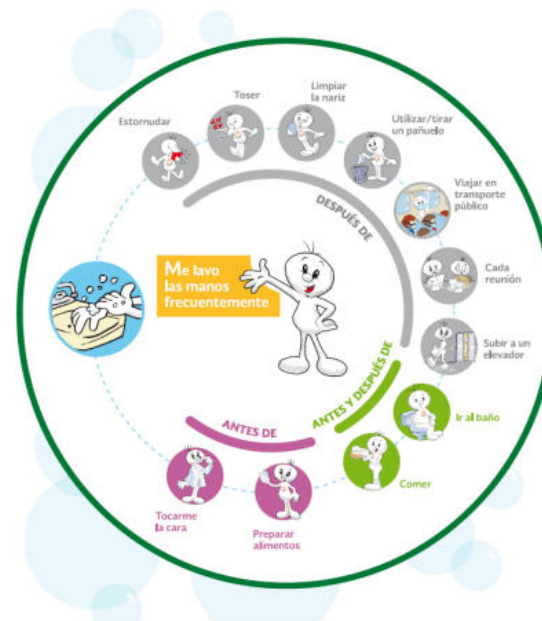 Estornudar
Toser
Limpiar
la nariz
Utilizar/tirar
un pañuelo
Viajar en
transporte
público
Cada
reunión
Subir a un
elevador
DESPUÉS DE
Me lavo
las manos
frecuentemente
ANTES Y DESPUÉS DE
Ir al baño
Comer
ANTES DE
Preparar
alimentos
Tocarme
la cara